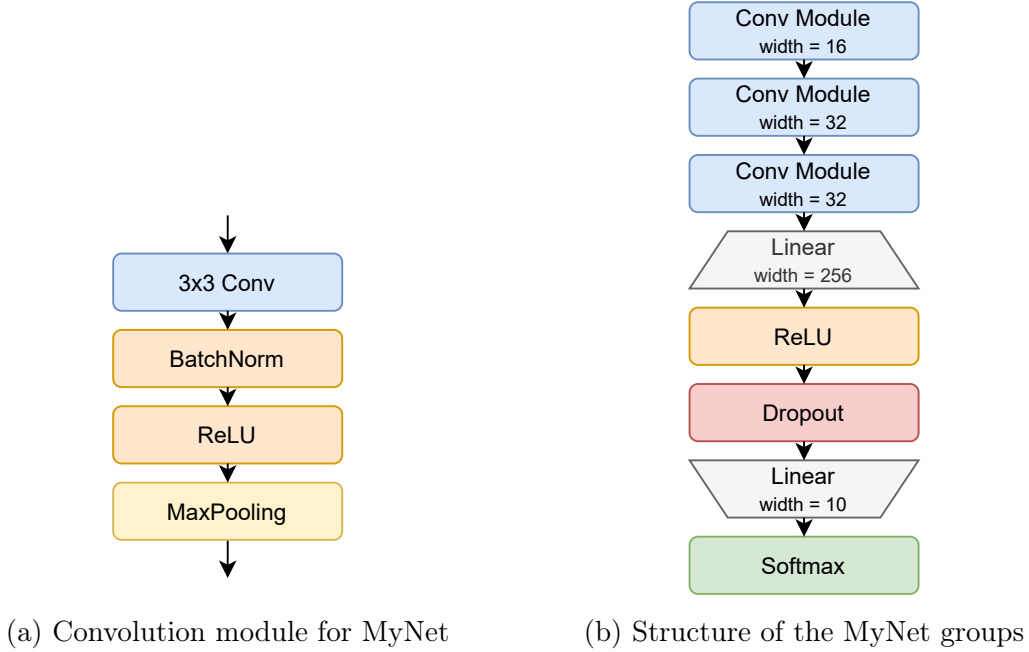 3x3 Conv
BatchNorm
ReLU
MaxPooling
(a) Convolution module for MyNet
Conv Module
width = 16
Conv Module
width = 32
Conv Module
width = 32
Linear
width = 256
ReLU
Dropout
Linear
width = 10
Softmax
(b) Structure of the MyNet groups